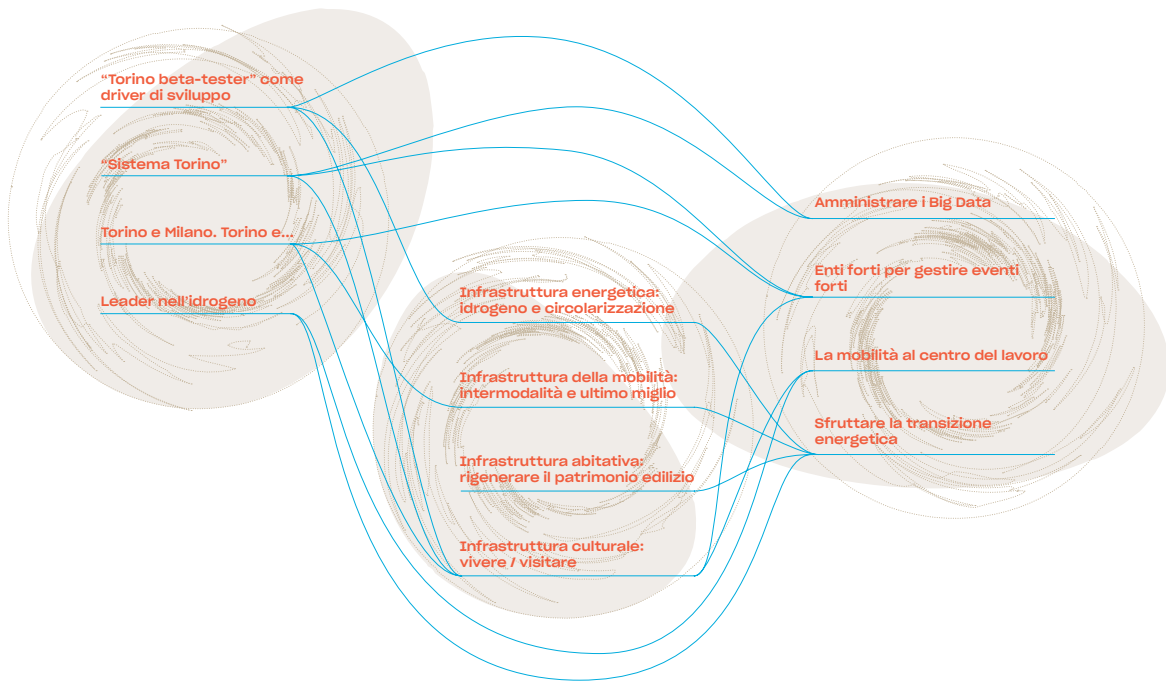 “Torino beta-tester” come
driver di sviluppo
“Sistema Torino”
Torino e Milano. Torino e...
Leader nell’idrogeno
Infrastruttura energetica:
idrogeno e circolarizzazione
Infrastruttura della mobilità:
intermodalità e ultimo miglio
Infrastruttura abitativa:
rigenerare il patrimonio edilizio
Infrastruttura culturale:
vivere / visitare
Amministrare i Big Data
Enti forti per gestire eventi
forti
La mobilità al centro del lavoro
Sfruttare la transizione
energetica